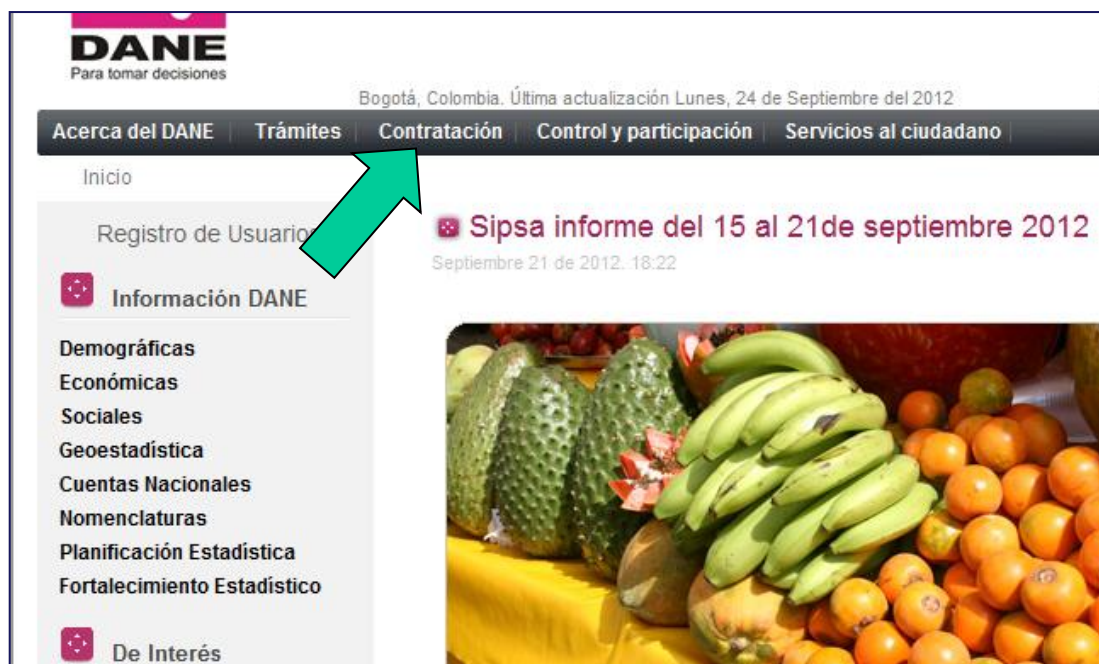 DANE
Para tomar decisiones
Bogotá, Colombia. Última actualización Lunes, 24 de Septiembre del 2012
Acerca del DANE Trámites Contratación Control y participación Servicios al ciudadano
Inicio
Registro de Usuarios
Sipsa informe del 15 al 21de septiembre 2012
Septiembre 21 de 2012. 18:22
Información DANE
Demográficas
Económicas
Sociales
Geoestadística
Cuentas Nacionales
Nomenclaturas
Planificación Estadística
Fortalecimiento Estadístico
De Interés